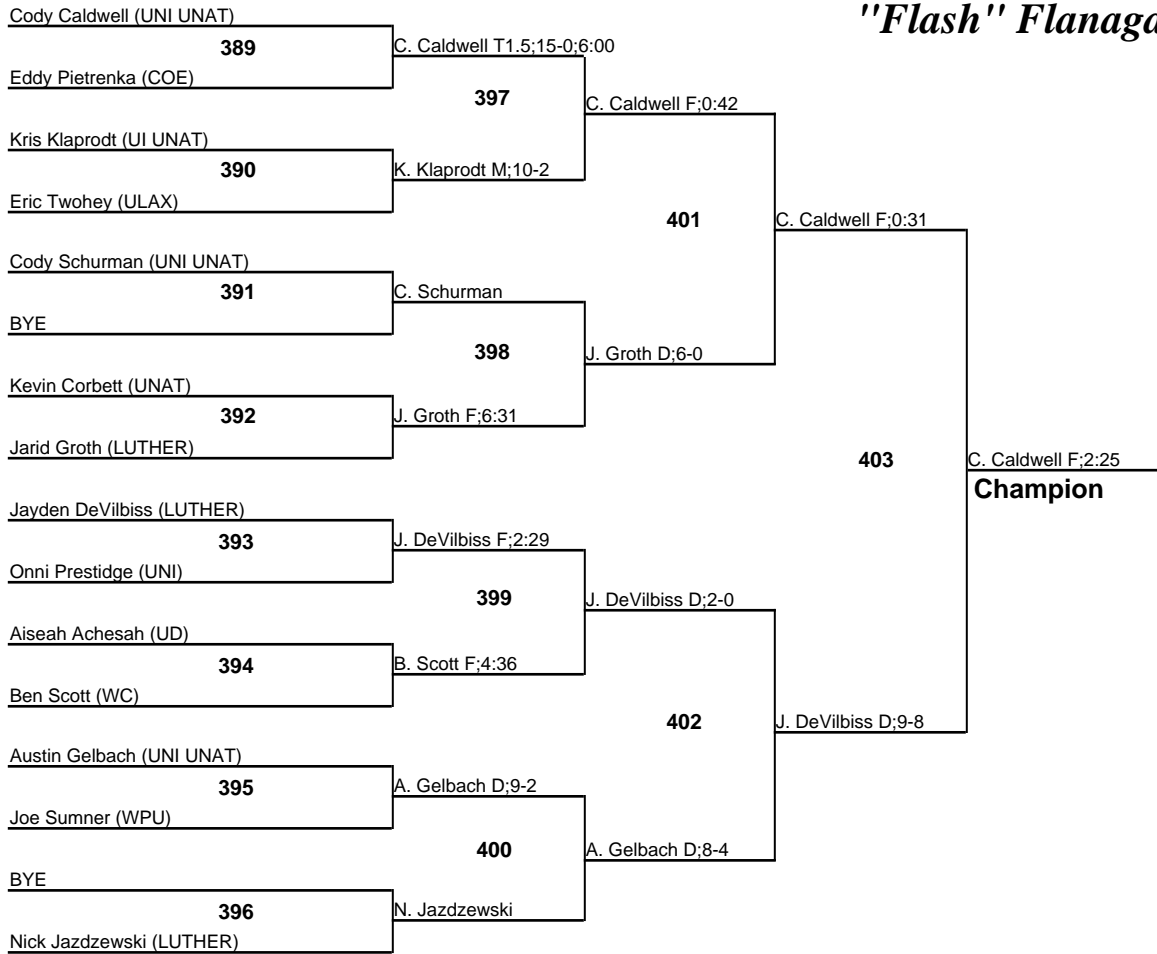 "Flash" Flanaga
Cody Caldwell (UNI UNAT)
389
Eddy Pietrenka (COE)
C. Caldwell T1.5;15-0;6:00
397
Kris Klaprodt (UI UNAT)
390
Eric Twohey (ULAX)
K. Klaprodt M;10-2
C. Caldwell F;0:42
401
Cody Schurman (UNI UNAT)
391
BYE
C. Schurman
398
Kevin Corbett (UNAT)
392
Jarid Groth (LUTHER)
J. Groth F;6:31
J. Groth D;6-0
C. Caldwell F;0:31
403
Jayden DeVilbiss (LUTHER)
393
Onni Prestidge (UNI)
J. DeVilbiss F;2:29
399
Aiseah Achesah (UD)
394
Ben Scott (WC)
B. Scott F;4:36
J. DeVilbiss D;2-0
402
Austin Gelbach (UNI UNAT)
395
Joe Sumner (WPU)
A. Gelbach D;9-2
400
BYE
396
Nick Jazdzewski (LUTHER)
N. Jazdzewski
A. Gelbach D;8-4
J. DeVilbiss D;9-8
C. Caldwell F;2:25
Champion